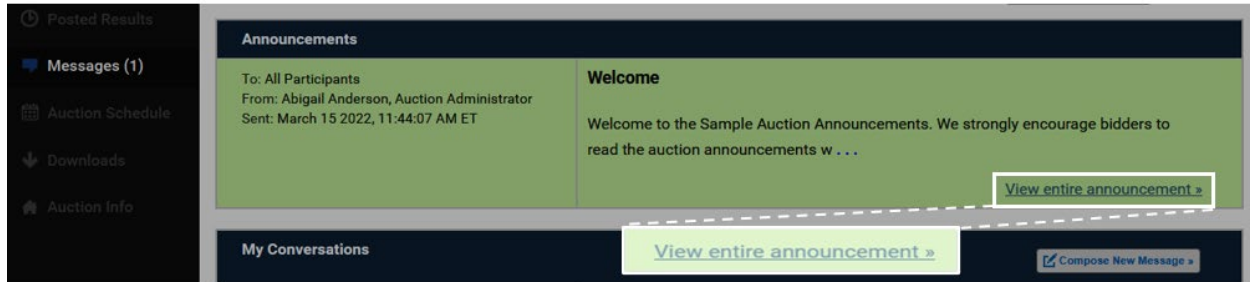 Posted Results
Messages (1)
Auction Schedule
Downloads
Auction Info
Announcements
To: All Participants
From: Abigail Anderson, Auction Administrator
Sent: March 15 2022, 11:44:07 AM ET
Welcome
Welcome to the Sample Auction Announcements. We strongly encourage bidders to
read the auction announcements w . . .
View entire announcement »
My Conversations
View entire announcement »
Compose New Message »